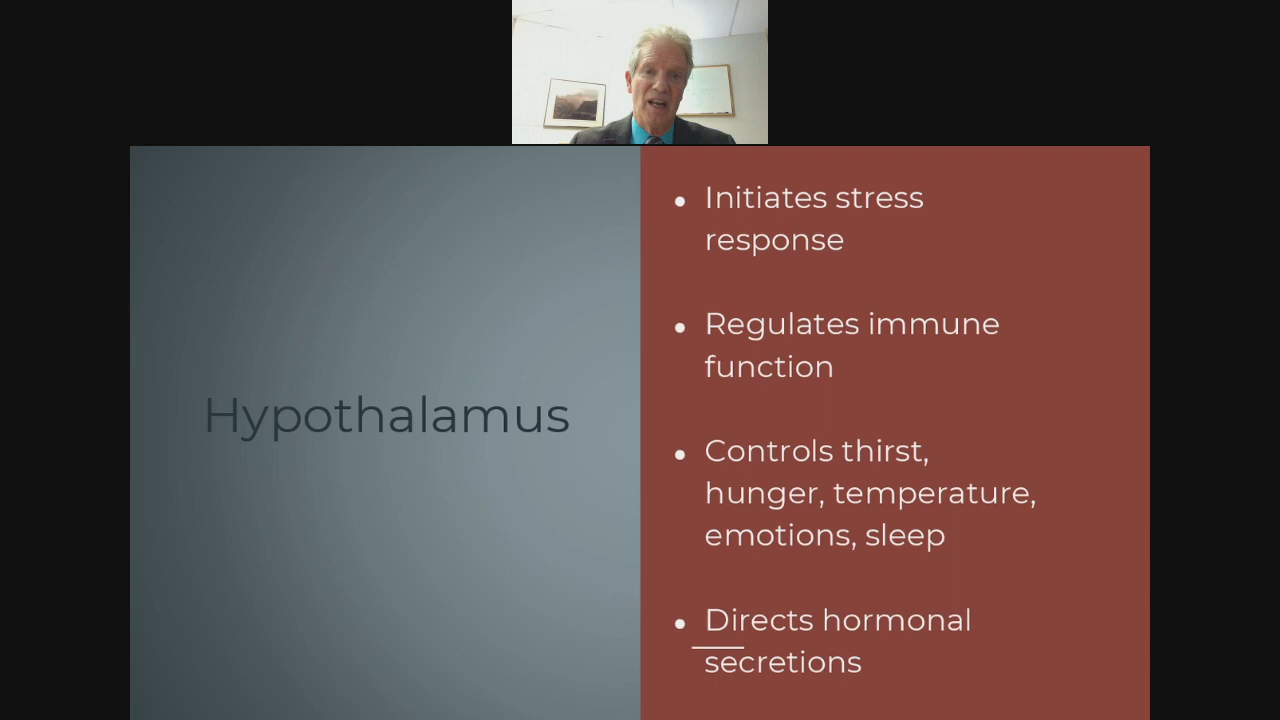 Hypothalamus
• Initiates stress
response
• Regulates immune
function
• Controls thirst,
hunger, temperature,
emotions, sleep
• Directs hormonal
secretions